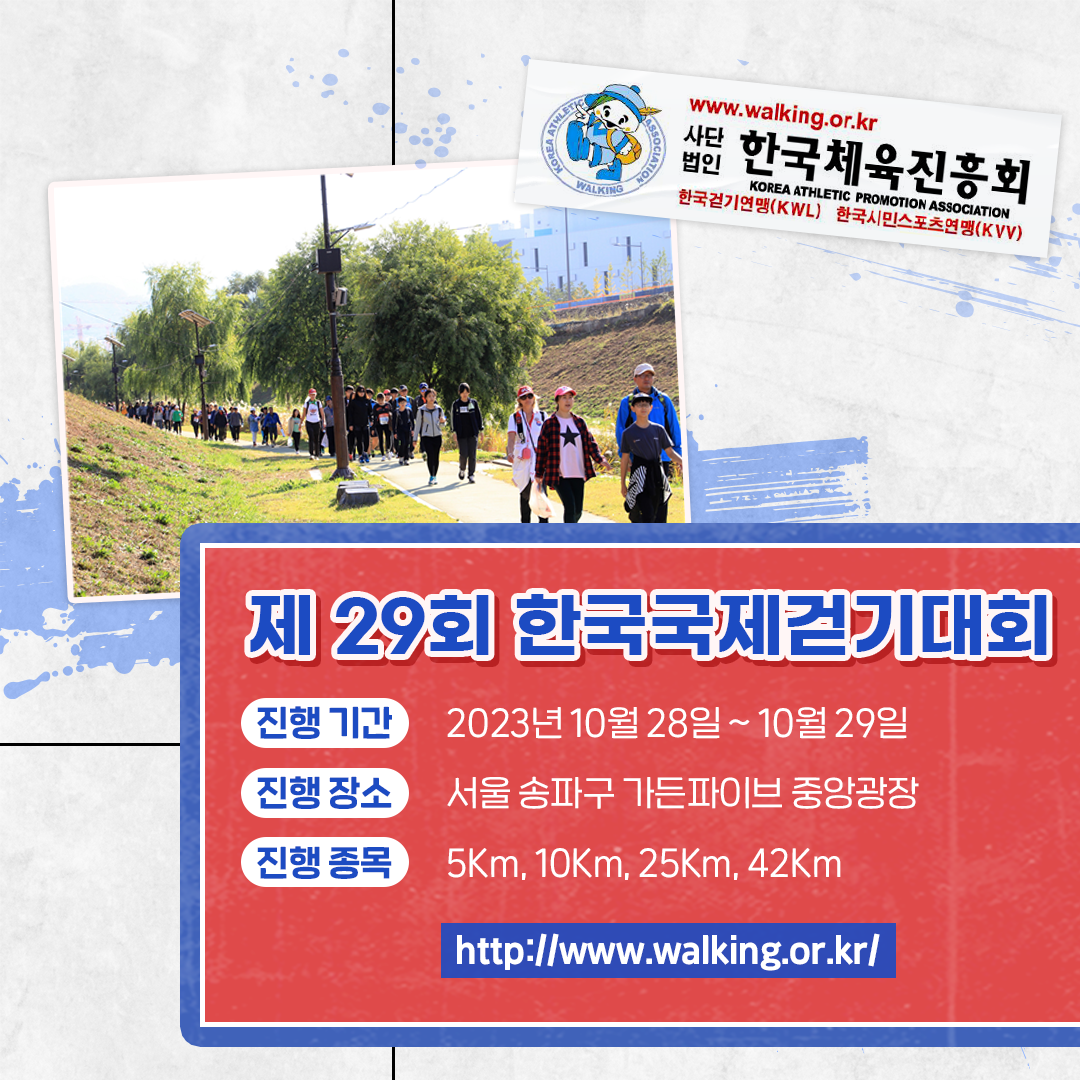 www.walking.or.kr
사단
법인
한국체육진흥회
KOREA ATHLETIC PROMOTION ASSOCIATION
한국걷기연맹(KWL) 한국시민스포츠연맹(KVV)
KOREA ATHLETIC ASSOCIATION
WALKING
제 29회 한국국제걷기대회
진행 기간 2023년 10월 28일 ~ 10월 29일
진행 장소 서울 송파구 가든파이브 중앙광장
진행 종목 5Km, 10Km, 25Km, 42Km
http://www.walking.or.kr/